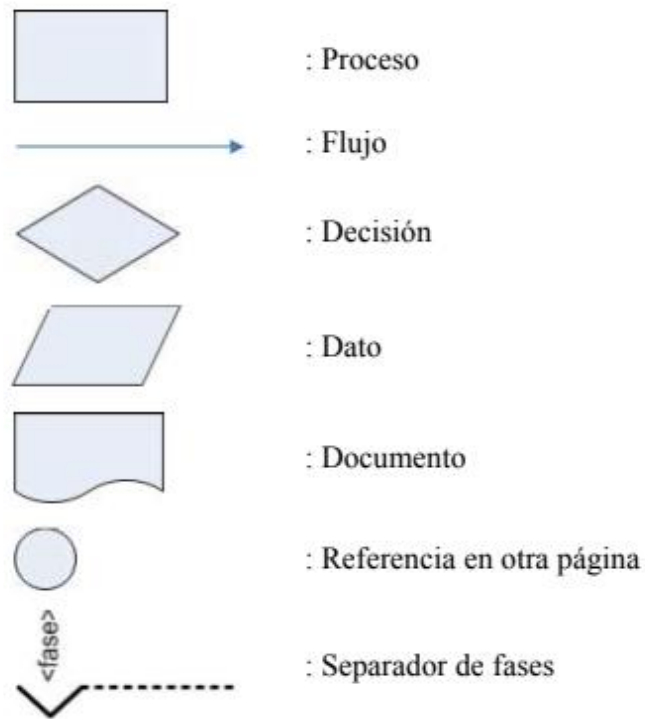 : Proceso
: Flujo
: Decisión
: Dato
: Documento
: Referencia en otra página
<fase>
: Separador de fases